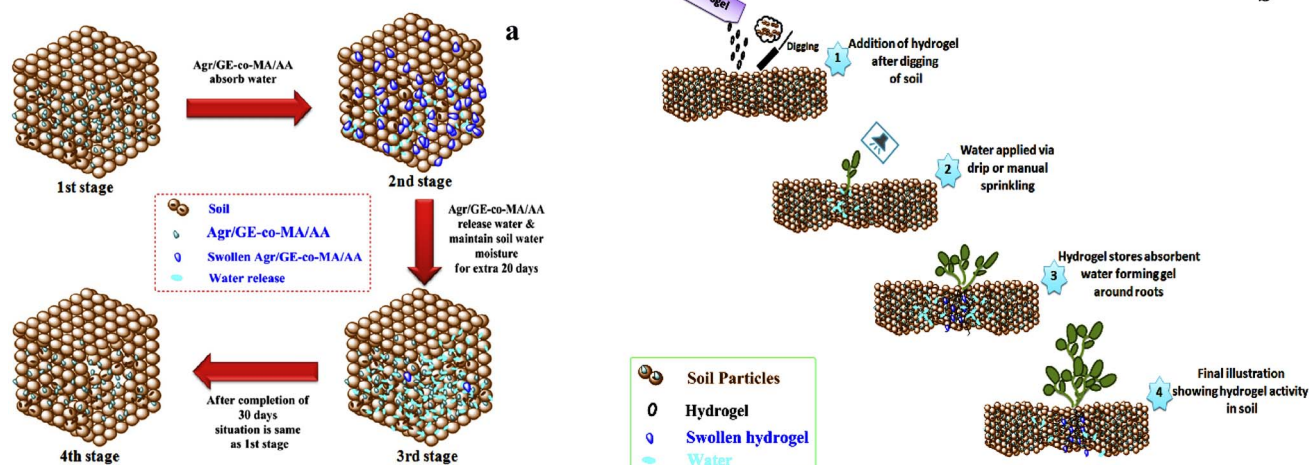 a
Agr/GE-co-MA/AA
absorb water
1st stage
2nd stage
Soil
Agr/GE-co-MA/AA
Swollen Agr/GE-co-MA/AA
Water release
Agr/GE-co-MA/AA
release water &
maintain soil water
moisture
for extra 20 days
After completion of
30 days
situation is same
as 1st stage
4th stage
3rd stage
Digging
1
Addition of hydrogel
after digging
of soil
2
Water applied via
drip or manual
sprinkling
3
Hydrogel stores absorbent
water forming gel
around roots
4
Final illustration
showing hydrogel activity
in soil
Soil Particles
Hydrogel
Swollen hydrogel
Water